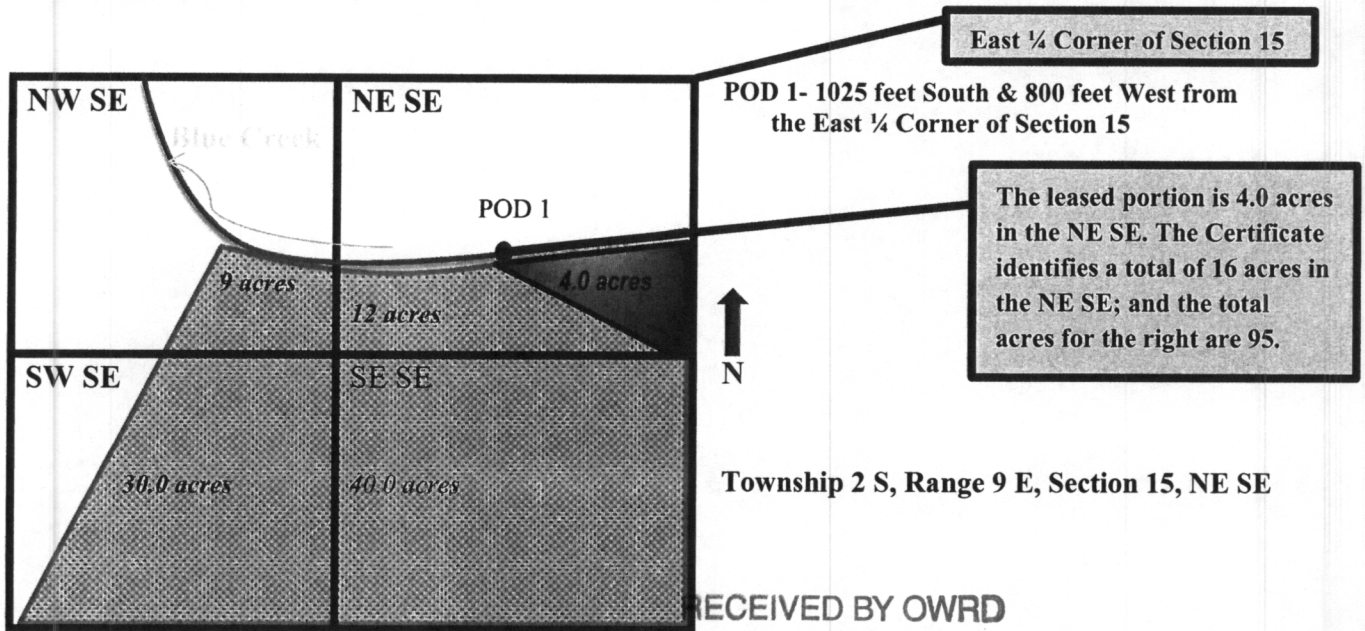 East ¼ Corner of Section 15
NW SE
NE SE
POD 1- 1025 feet South & 800 feet West from
the East ¼ Corner of Section 15
Blue Creek
POD 1
The leased portion is 4.0 acres
in the NE SE. The Certificate
identifies a total of 16 acres in
the NE SE; and the total
acres for the right are 95.
9 acres
4.0 acres
12 acres
SW SE
SE SE
N
30.0 acres
40.0 acres
Township 2 S, Range 9 E, Section 15, NE SE
RECEIVED BY OWRD